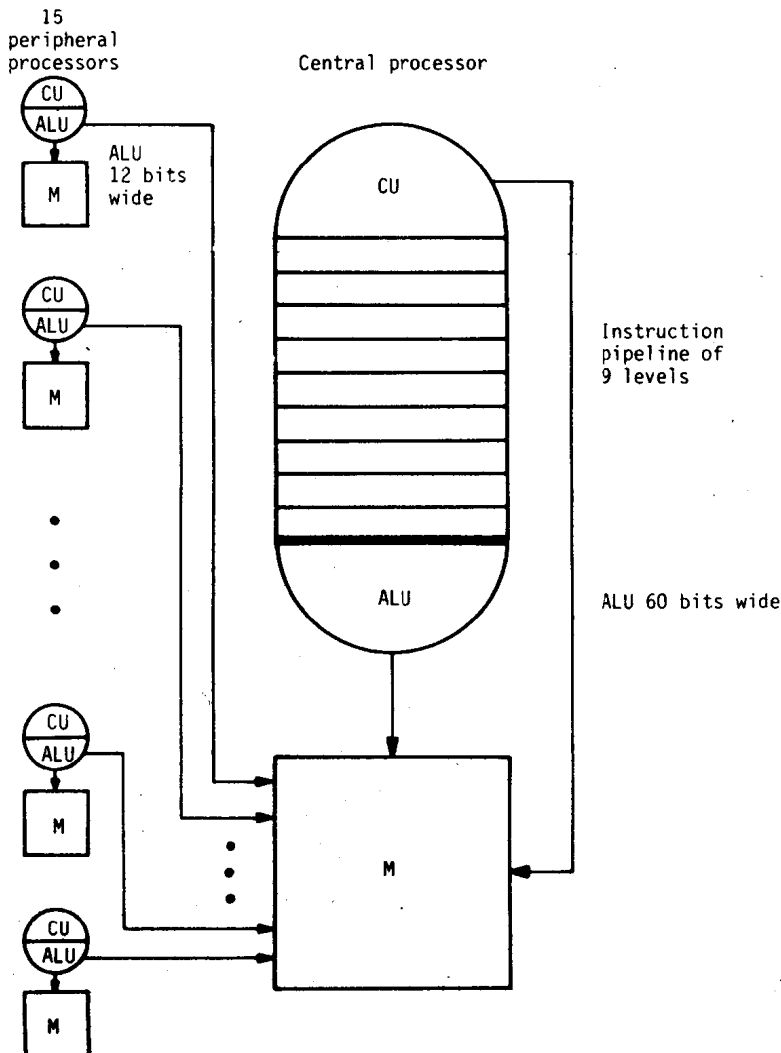 15
peripheral
processors
Central processor
CU
ALU
M
ALU
12 bits
wide
CU
CU
ALU
M
Instruction
pipeline of
9 levels
ALU
ALU 60 bits wide
CU
ALU
M
M
CU
ALU
M